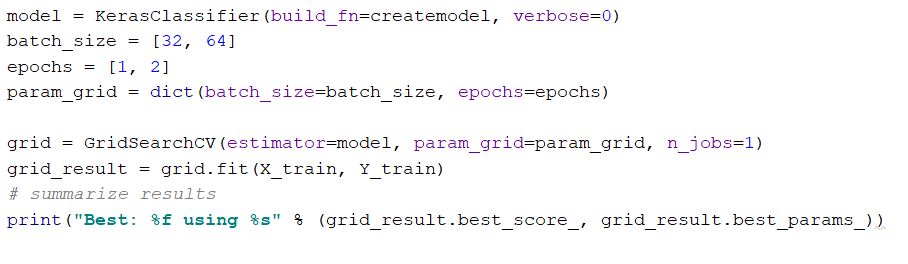 model = KerasClassifier(build_fn=createmodel, verbose=0)
batch_size = [32, 64]
epochs = [1, 2]
param_grid = dict(batch_size=batch_size, epochs=epochs)

grid = GridSearchCV(estimator=model, param_grid=param_grid, n_jobs=1)
grid_result = grid.fit(X_train, Y_train)
# summarize results
print("Best: %f using %s" % (grid_result.best_score_, grid_result.best_params_))